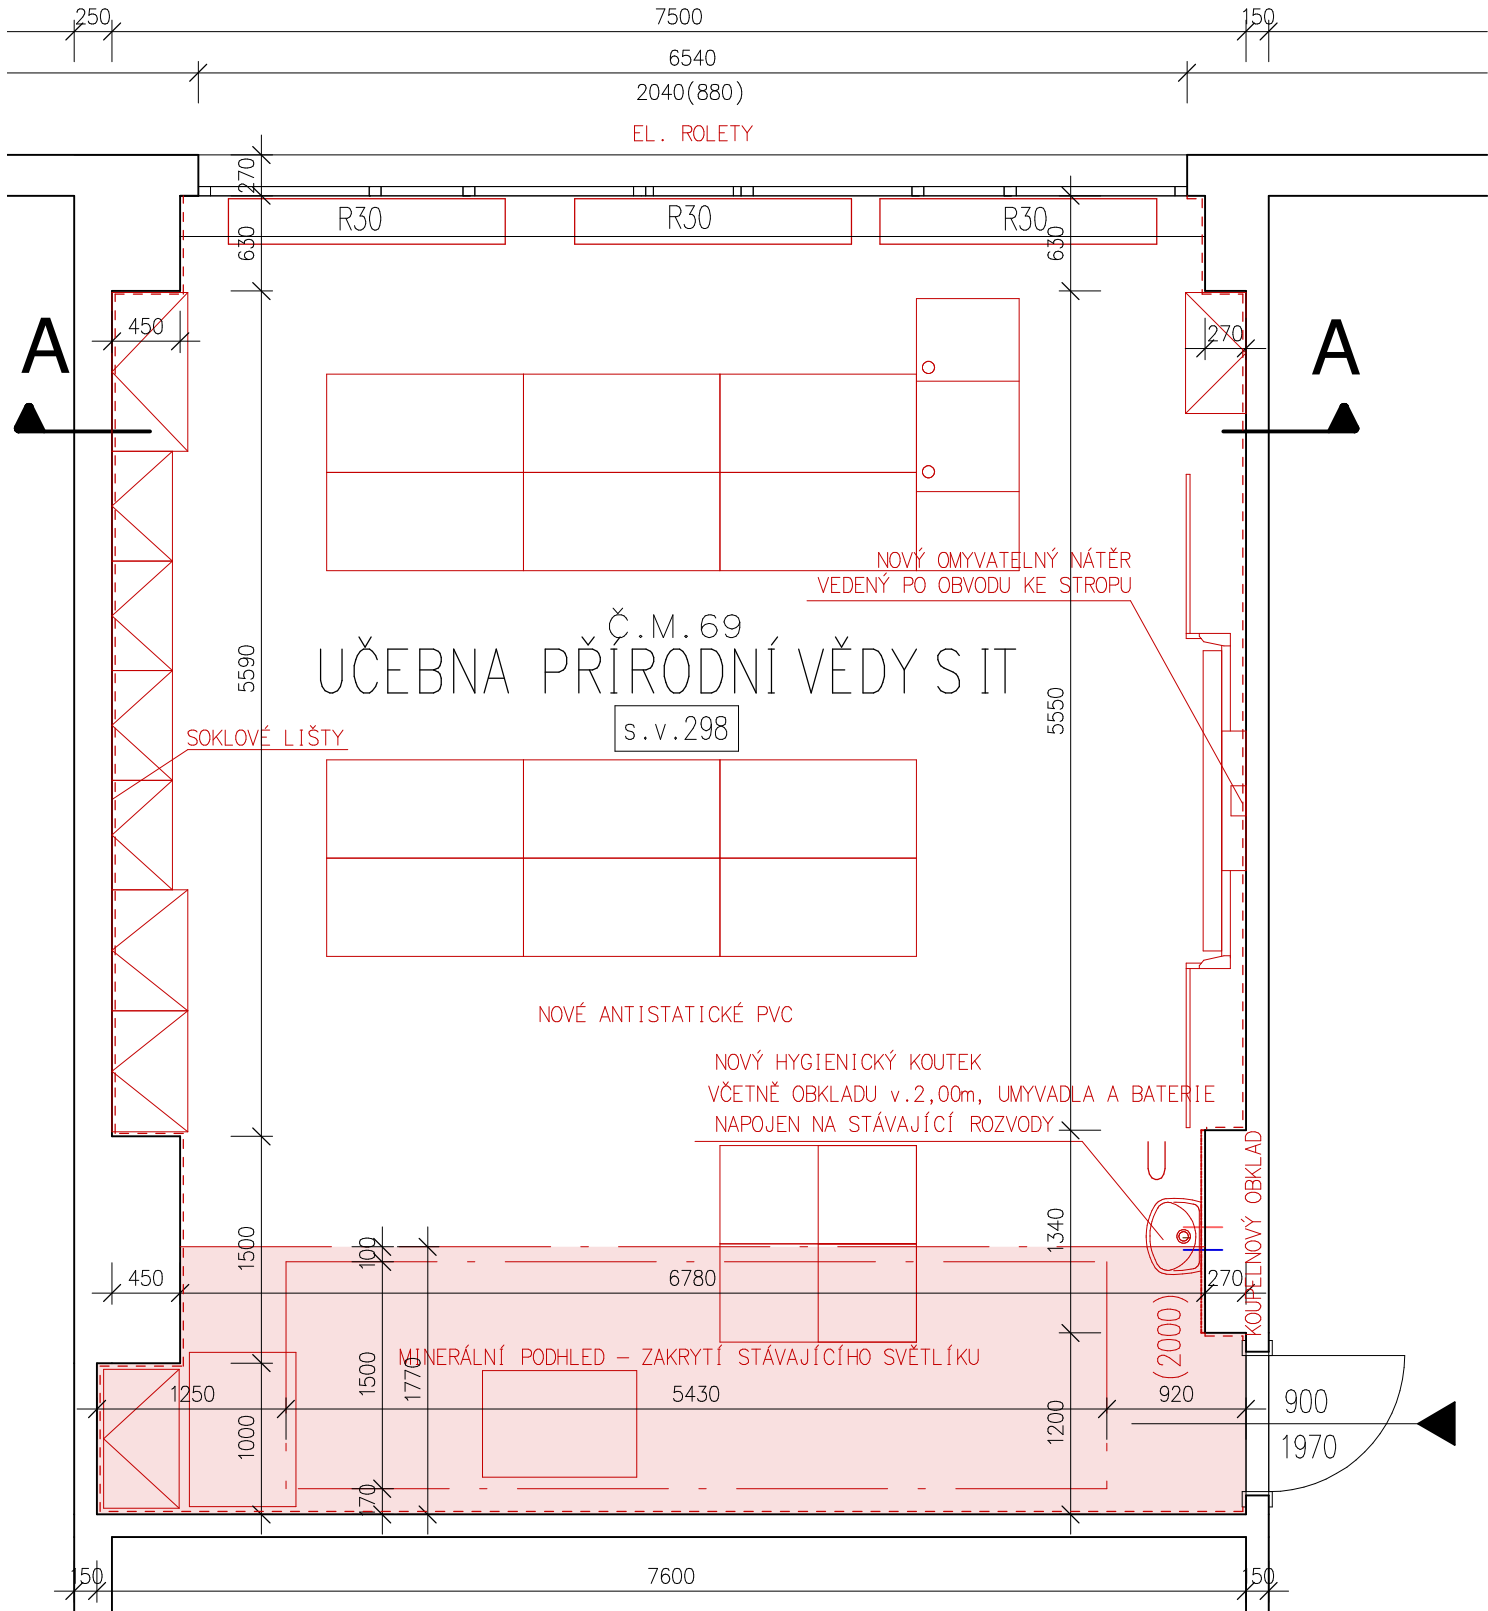 250 7500 150
6540
2040(880)
EL. ROLETY
270
R30 R30 R30
630 630
450 270
A A
NOVÝ OMYVATELNÝ NÁTĚR
VEDENÝ PO OBVODU KE STROPU
Č.M.69
UČEBNA PŘÍRODNÍ VĚDY S IT
s.v.298
5590 5550
SOKLOVÉ LIŠTY
NOVÉ ANTISTATICKÉ PVC
NOVÝ HYGIENICKÝ KOUTEK
VČETNĚ OBKLADU v.2,00m, UMYVADLA A BATERIE
NAPOJEN NA STÁVAJÍCÍ ROZVODY
U
KOUPELNOVÝ OBKLAD
(2000)
1500 100 1340
450 6780 270
MINERÁLNÍ PODHLED – ZAKRYTÍ STÁVAJÍCÍHO SVĚTLÍKU
1500 1770
1250 5430 920 900
1970
1000 1200
170
150 7600 150